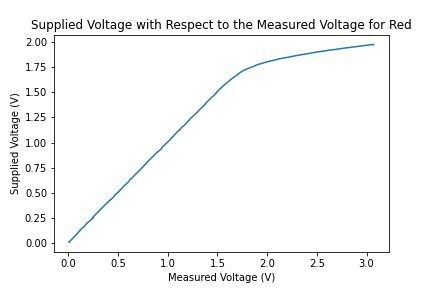 Supplied Voltage with Respect to the Measured Voltage for Red
2.00
1.75
1.50
1.25
1.00
0.75
0.50
0.25
0.00
Supplied Voltage (V)
0.0 0.5 1.0 1.5 2.0 2.5 3.0
Measured Voltage (V)